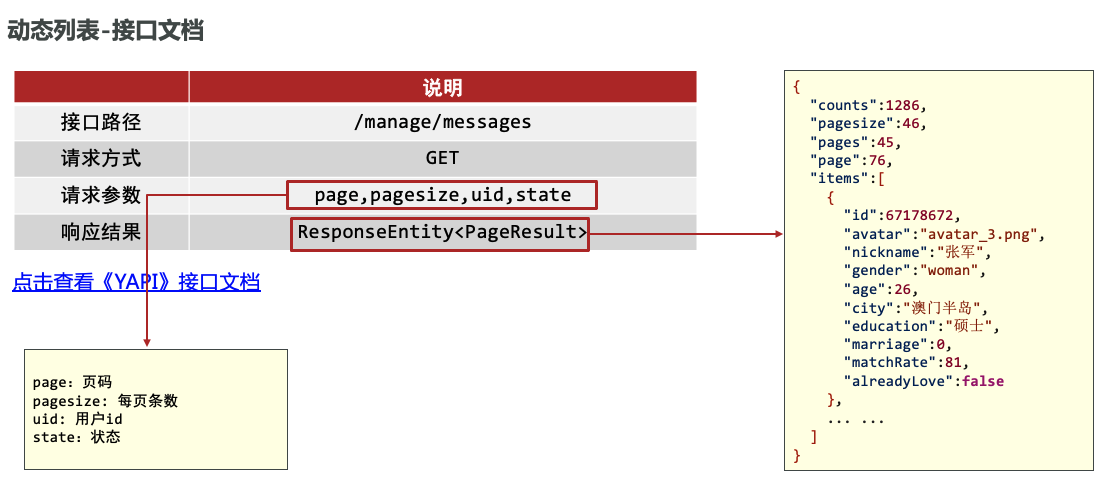 动态列表-接口文档
说明
接口路径 /manage/messages
请求方式 GET
请求参数 page,pagesize,uid,state
响应结果 ResponseEntity<PageResult>
点击查看《YAPI》接口文档
page：页码
pagesize: 每页条数
uid: 用户id
state：状态
{
"counts":1286,
"pagesize":46,
"pages":45,
"page":76,
"items":[
{
"id":67178672,
"avatar":"avatar_3.png",
"nickname":"张军",
"gender":"woman",
"age":26,
"city":"澳门半岛",
"education":"硕士",
"marriage":0,
"matchRate":81,
"alreadyLove":false
},
... ...
]
}